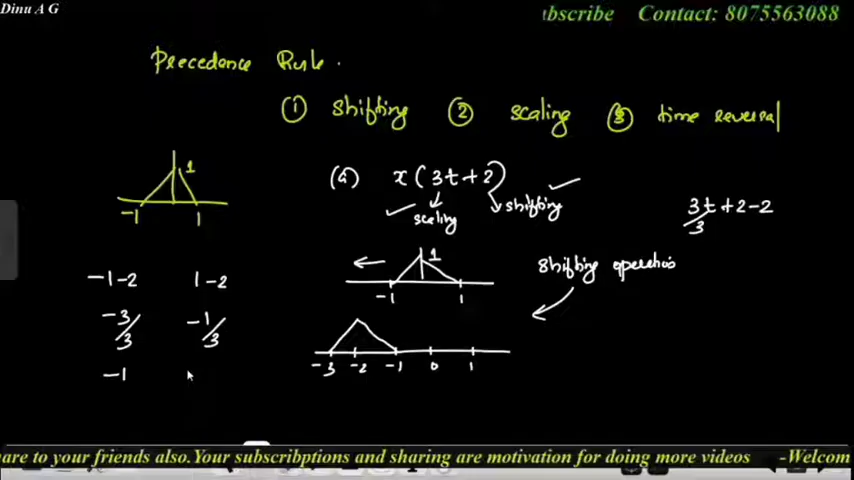 Dinu A G
ibscribe Contact: 8075563088
Precedence Rule.
① shifting ② scaling ③ time reversal
1
-1 1
(a) x(3t+2)
scaling
shifting
3t+2-2
3
-1-2 1-2
-3/3 -1/3
-1
1
-1 1
shifting operation
-3 -2 -1 0 1
are to your friends also.Your subscribptions and sharing are motivation for doing more videos -Welcom